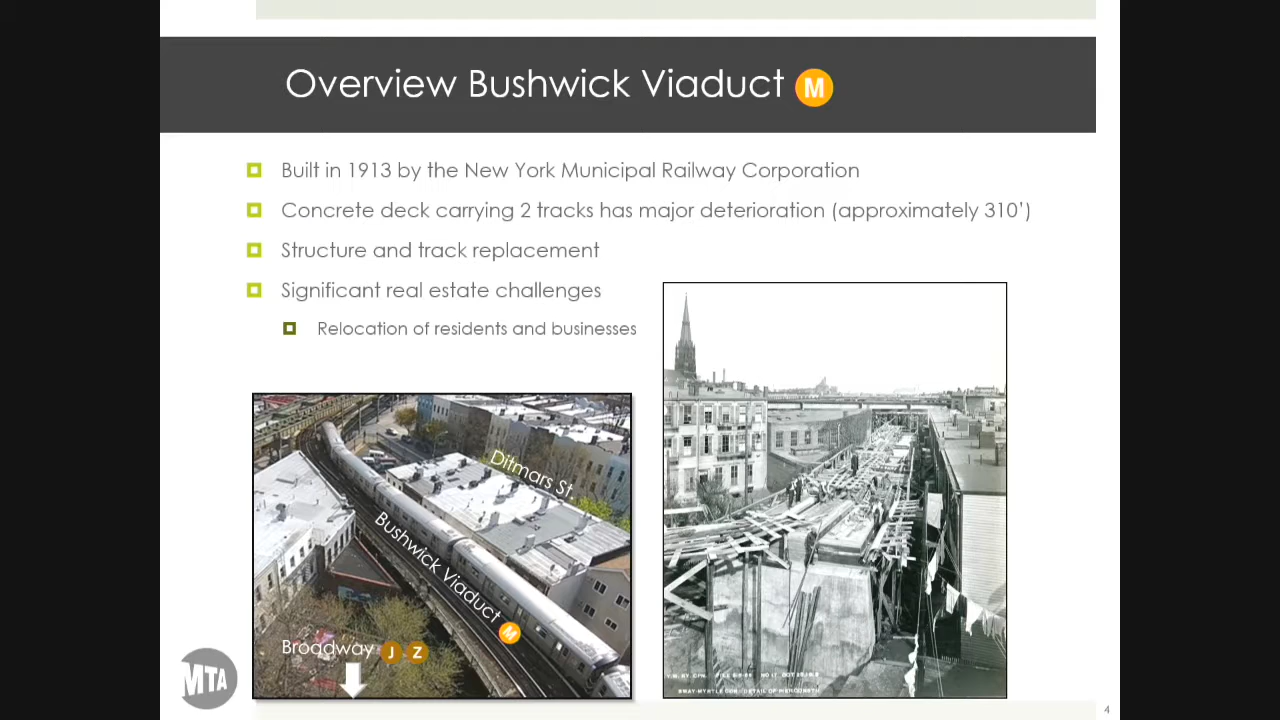 Overview Bushwick Viaduct M
Built in 1913 by the New York Municipal Railway Corporation
Concrete deck carrying 2 tracks has major deterioration (approximately 310')
Structure and track replacement
Significant real estate challenges
Relocation of residents and businesses
Ditmars St.
Bushwick Viaduct M
Broadway J Z
MTA
4